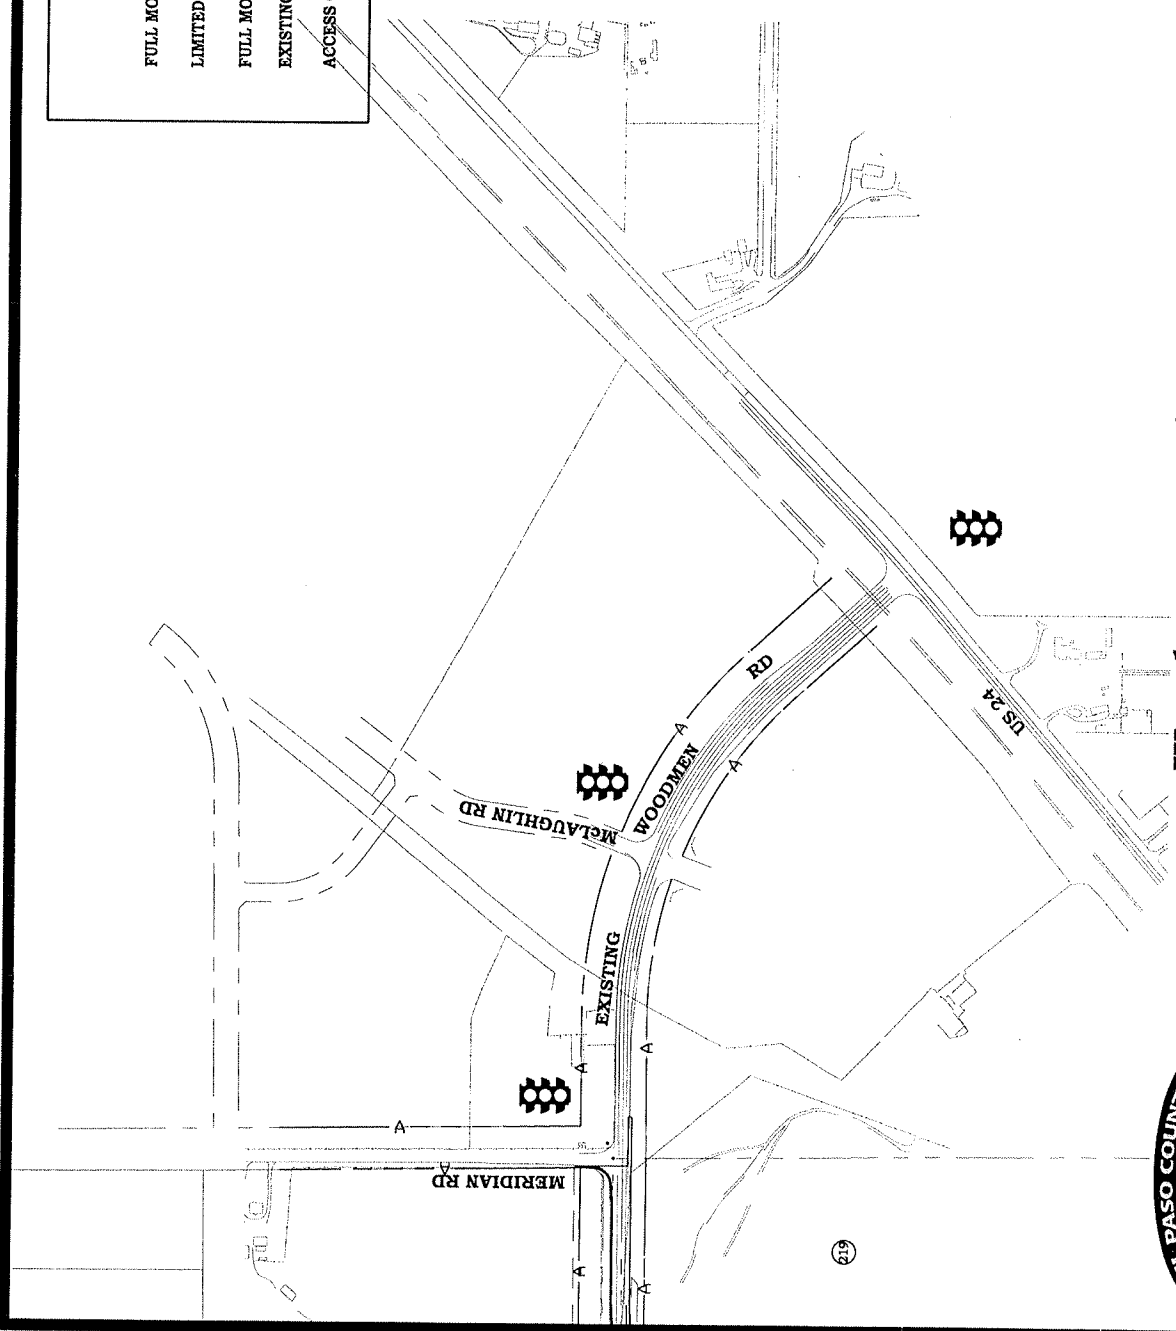 FULL MO
LIMITED
FULL MO
EXISTING
ACCESS
US 24
RD
WOODMEN
McLAUGHLIN RD
EXISTING
MERIDIAN RD
A
A
A
A
A
A
A
A
219
PASO COUN